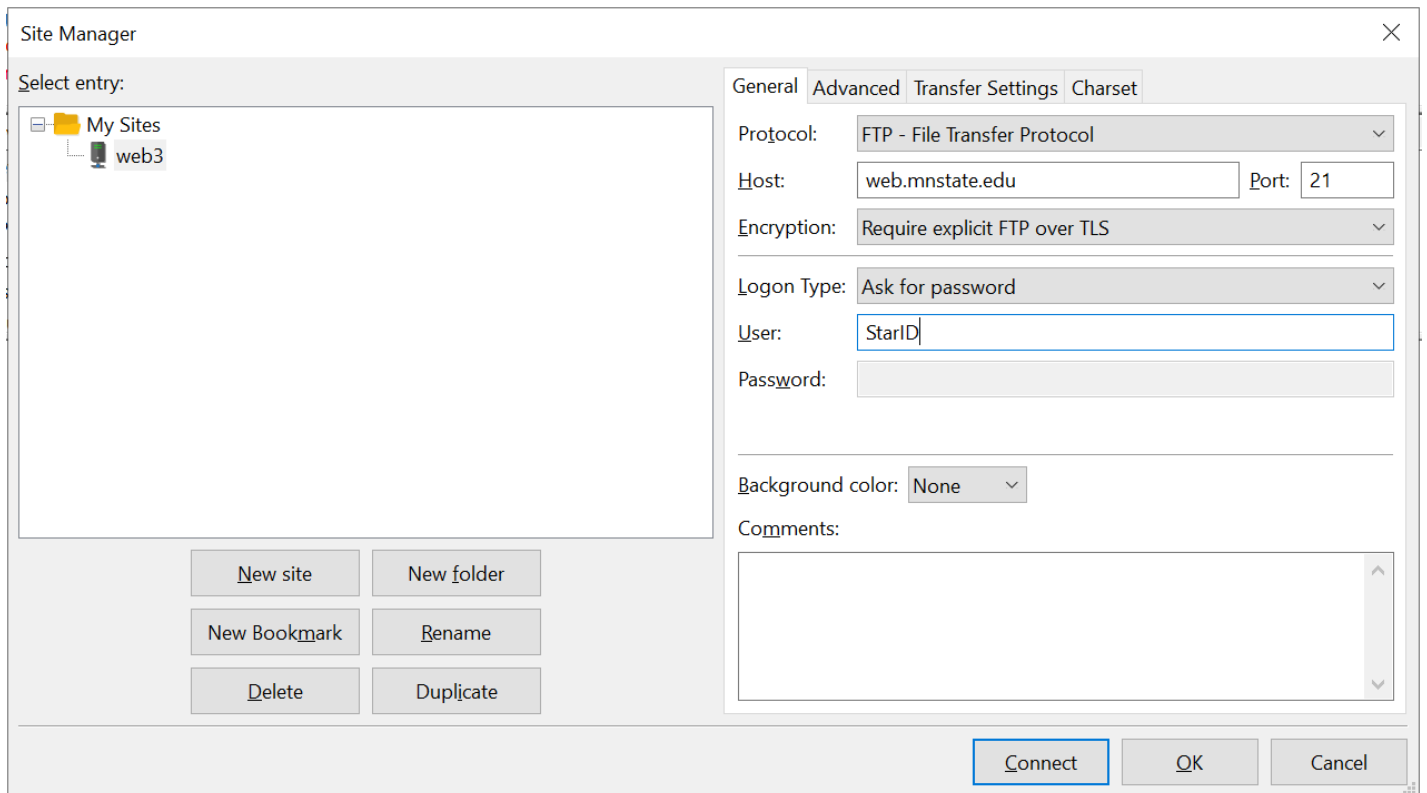 Site Manager
Select entry:
My Sites
web3
New site
New folder
New Bookmark
Rename
Delete
Duplicate
General Advanced Transfer Settings Charset
Protocol: FTP - File Transfer Protocol
Host: web.mnstate.edu Port: 21
Encryption: Require explicit FTP over TLS
Logon Type: Ask for password
User: StarID
Password:
Background color: None
Comments:
Connect OK Cancel